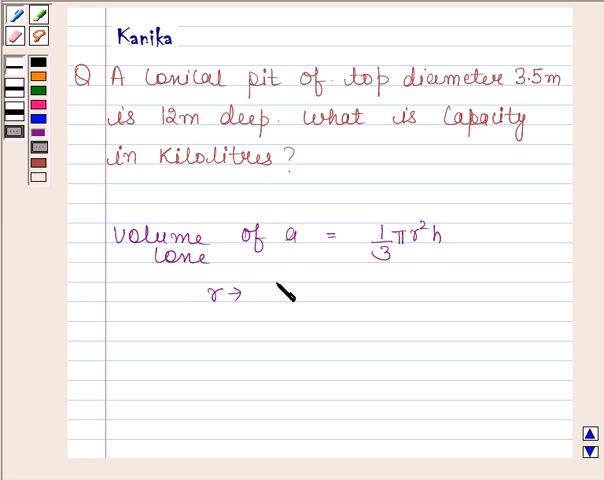 Kanika
Q A Conical pit of top diameter 3.5m
is 12m deep. What is Capacity
in Kilolitres?
Volume of a = 1/3 πr²h
Cone
r →